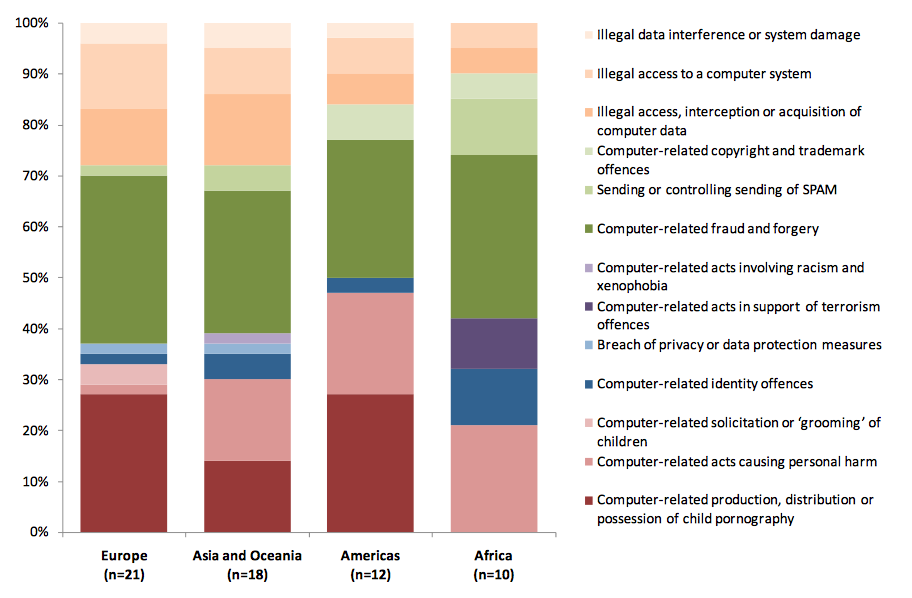 100%
90%
80%
70%
60%
50%
40%
30%
20%
10%
0%
Europe
(n=21)
Asia and Oceania
(n=18)
Americas
(n=12)
Africa
(n=10)
Illegal data interference or system damage
Illegal access to a computer system
Illegal access, interception or acquisition of
computer data
Computer-related copyright and trademark
offences
Sending or controlling sending of SPAM
Computer-related fraud and forgery
Computer-related acts involving racism and
xenophobia
Computer-related acts in support of terrorism
offences
Breach of privacy or data protection measures
Computer-related identity offences
Computer-related solicitation or ‘grooming’ of
children
Computer-related acts causing personal harm
Computer-related production, distribution or
possession of child pornography